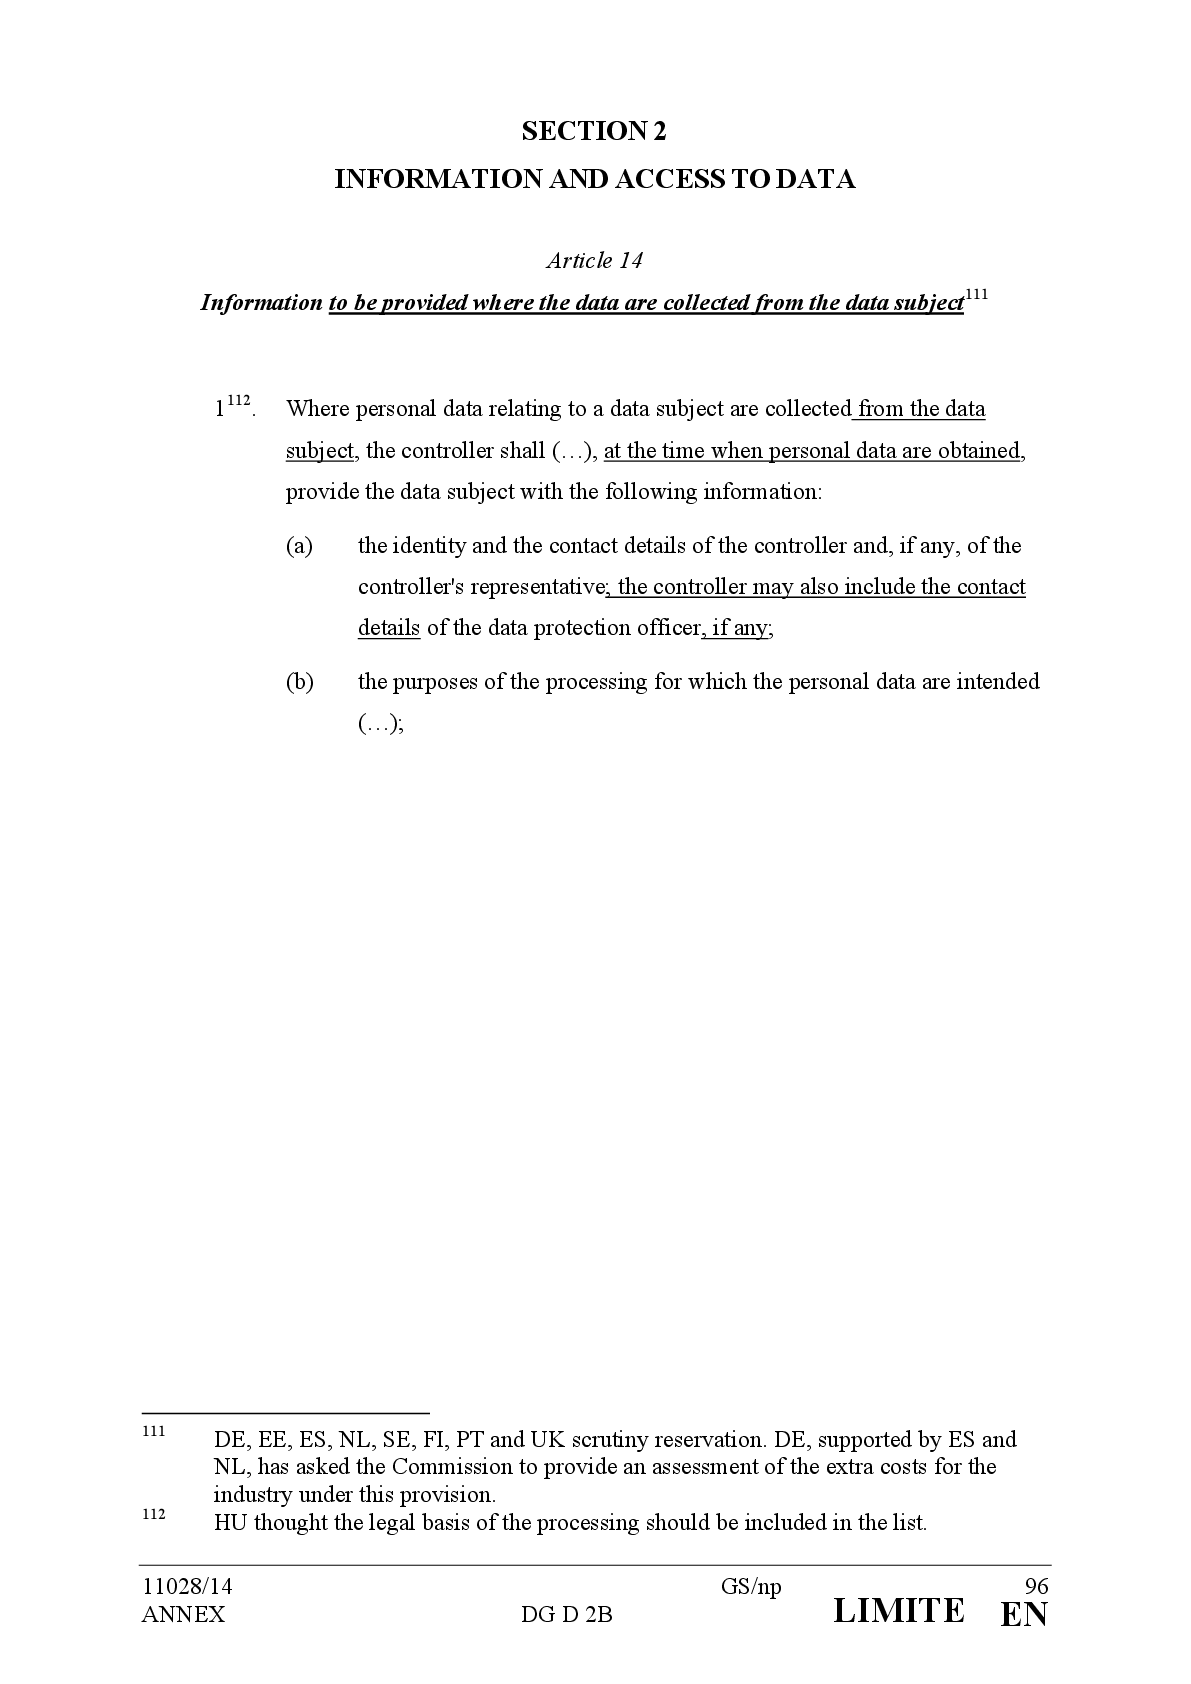 SECTION 2
INFORMATION AND ACCESS TO DATA
Article 14
Information to be provided where the data are collected from the data subject111
1112. Where personal data relating to a data subject are collected from the data
subject, the controller shall (…), at the time when personal data are obtained,
provide the data subject with the following information:
(a) the identity and the contact details of the controller and, if any, of the
controller's representative; the controller may also include the contact
details of the data protection officer, if any;
(b) the purposes of the processing for which the personal data are intended
(…);
111 DE, EE, ES, NL, SE, FI, PT and UK scrutiny reservation. DE, supported by ES and
NL, has asked the Commission to provide an assessment of the extra costs for the
industry under this provision.
112 HU thought the legal basis of the processing should be included in the list.
11028/14 GS/np 96
ANNEX DG D 2B LIMITE EN